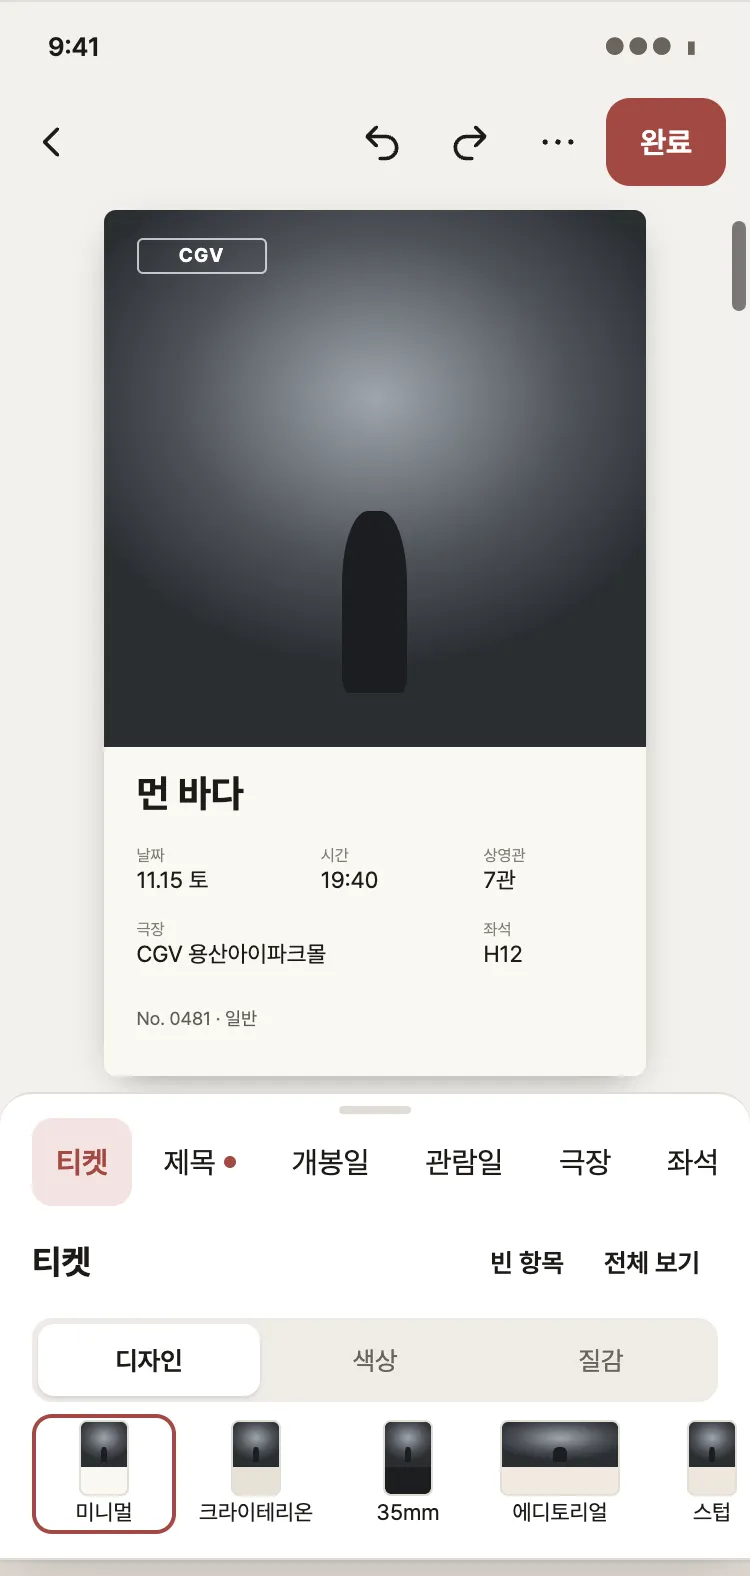 9:41
완료
CGV
먼 바다
날짜 시간 상영관
11.15 토 19:40 7관
극장 좌석
CGV 용산아이파크몰 H12
No. 0481 · 일반
티켓 제목 개봉일 관람일 극장 좌석
티켓 빈 항목 전체 보기
디자인 색상 질감
미니멀 크라이테리온 35mm 에디토리얼 스텁